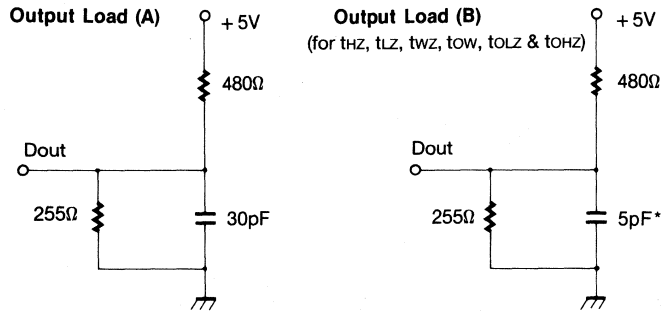 Output Load (A)
+ 5V
480Ω
Dout
255Ω
30pF
Output Load (B)
(for tHZ, tLZ, tWZ, tOW, tOLZ & tOHZ)
+ 5V
480Ω
Dout
255Ω
5pF*